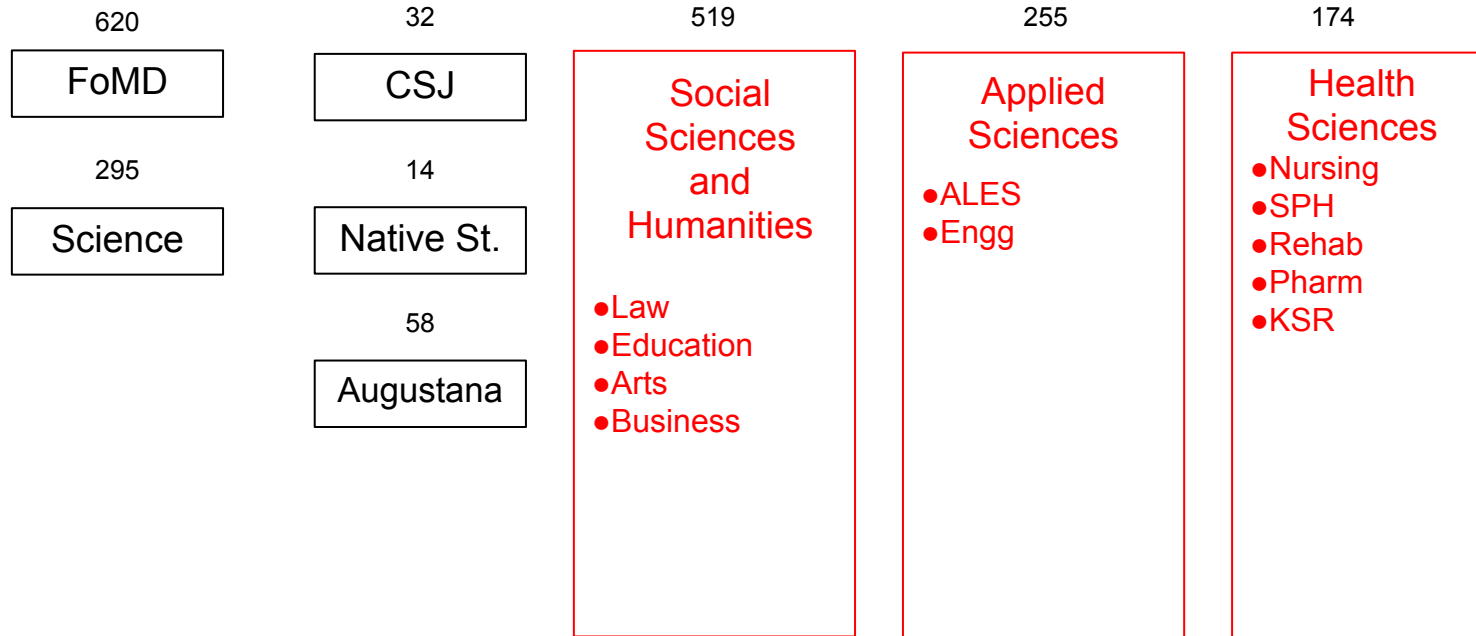 620
FoMD
295
Science
32
CSJ
14
Native St.
58
Augustana
519
Social
Sciences
and
Humanities
●Law
●Education
●Arts
●Business
255
Applied
Sciences
●ALES
●Engg
174
Health
Sciences
●Nursing
●SPH
●Rehab
●Pharm
●KSR